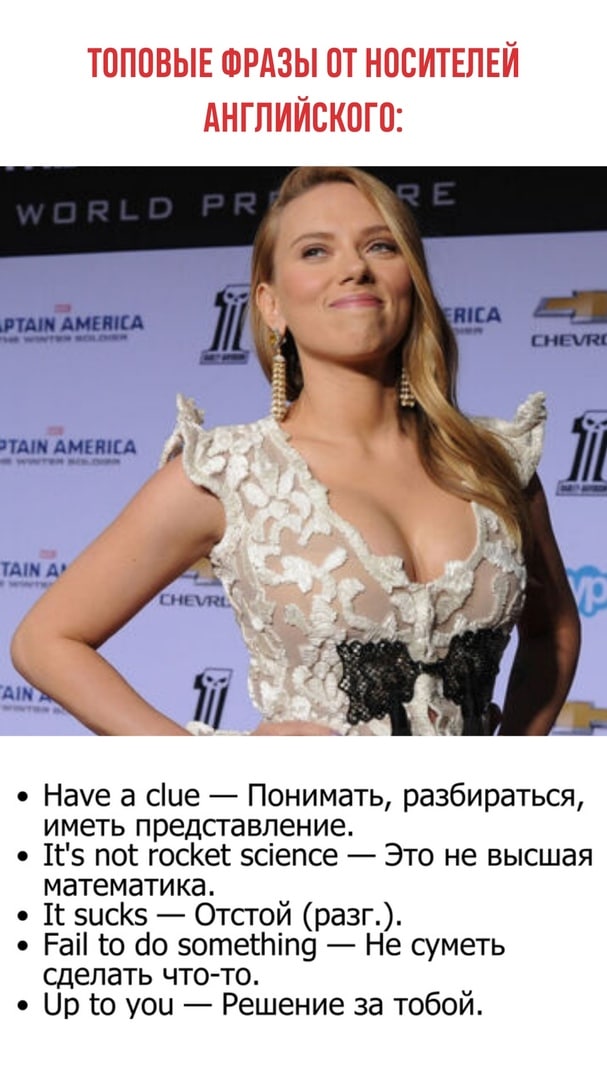 ТОПОВЫЕ ФРАЗЫ ОТ НОСИТЕЛЕЙ
АНГЛИЙСКОГО:
WORLD PR RE
PTAIN AMERICA
RICA
CHEVR
PTAIN AMERICA
TAIN A
CHEVR
yp
AIN
• Have a clue — Понимать, разбираться,
иметь представление.
• It's not rocket science — Это не высшая
математика.
• It sucks — Отстой (разг.).
• Fail to do something — Не суметь
сделать что-то.
• Up to you — Решение за тобой.